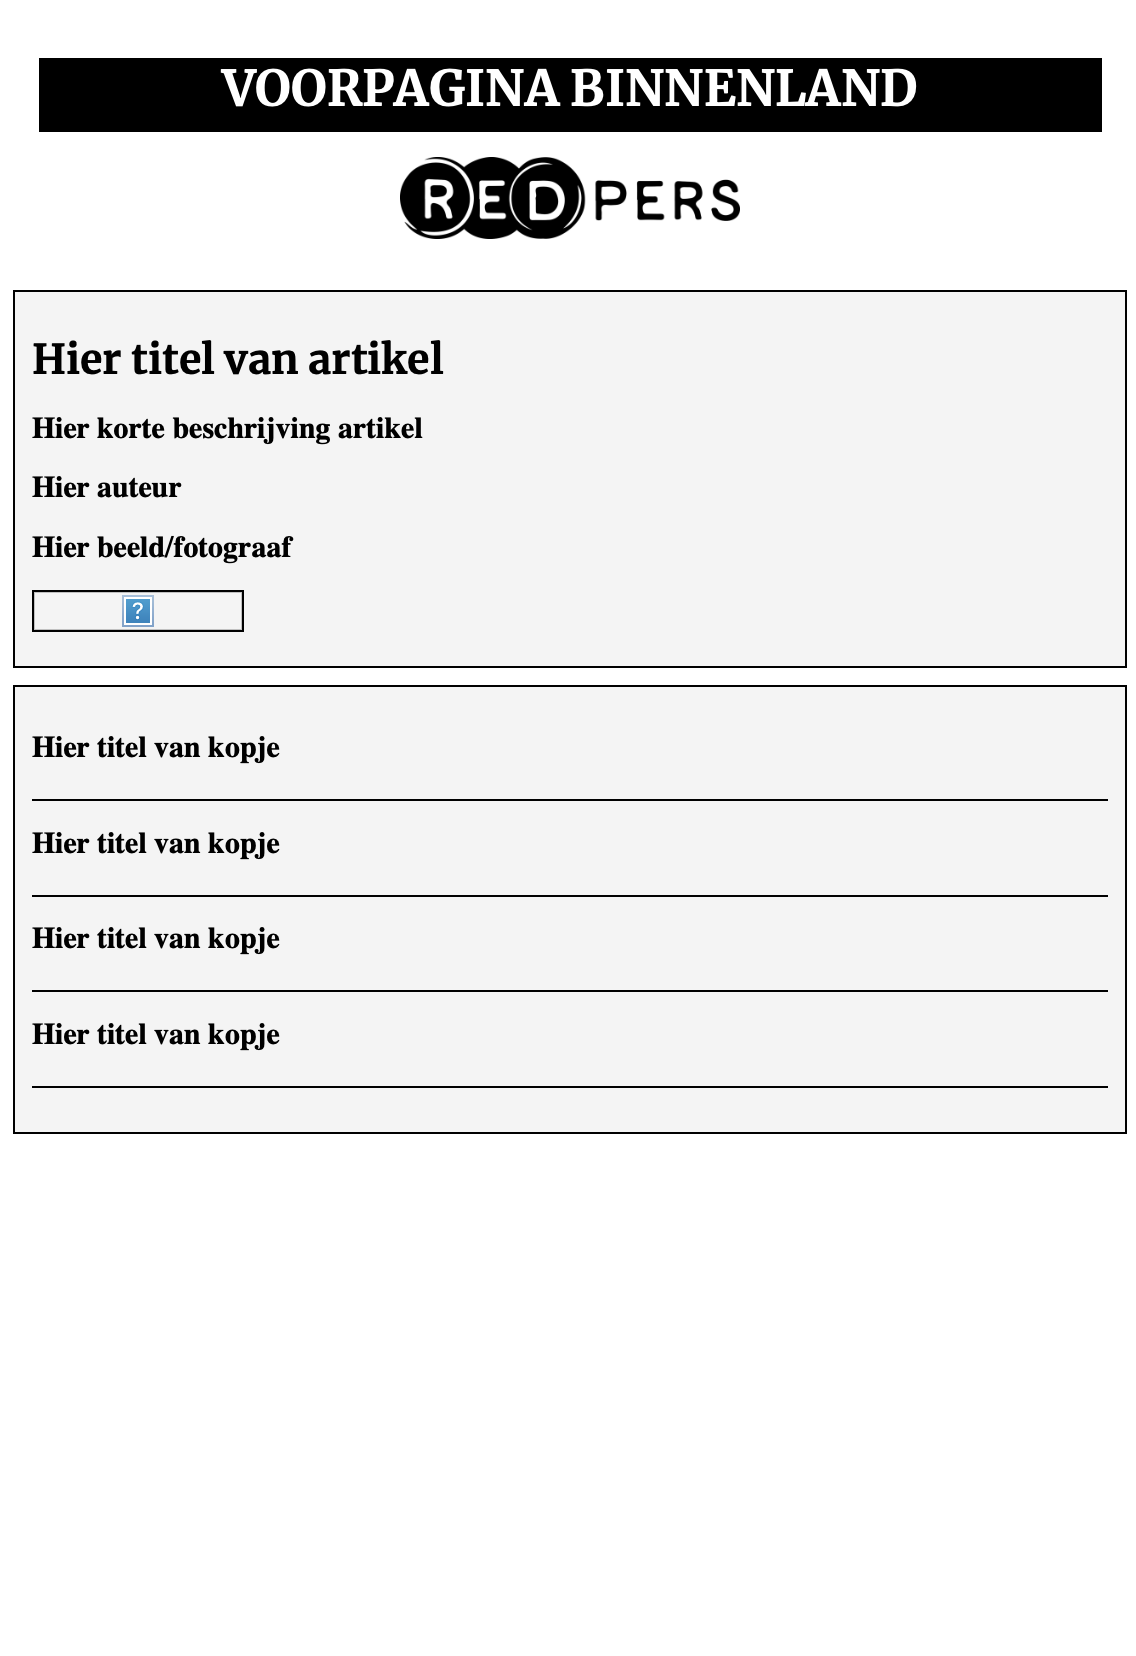 VOORPAGINA BINNENLAND
REDPERS
Hier titel van artikel
Hier korte beschrijving artikel
Hier auteur
Hier beeld/fotograaf
?
Hier titel van kopje
Hier titel van kopje
Hier titel van kopje
Hier titel van kopje